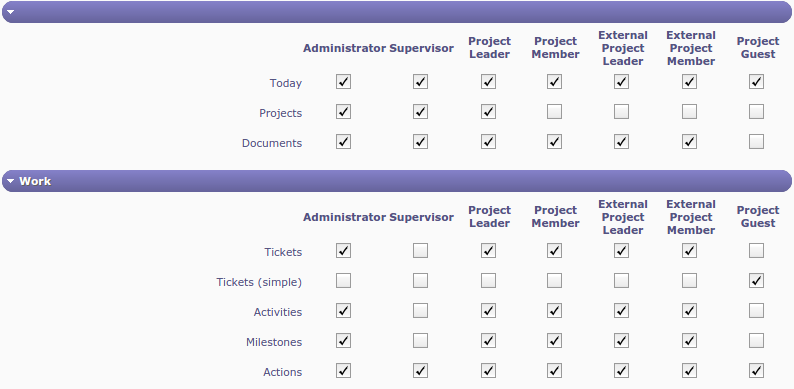 Administrator Supervisor Project Leader Project Member External Project Leader External Project Member Project Guest
Today
Projects
Documents
Work
Administrator Supervisor Project Leader Project Member External Project Leader External Project Member Project Guest
Tickets
Tickets (simple)
Activities
Milestones
Actions